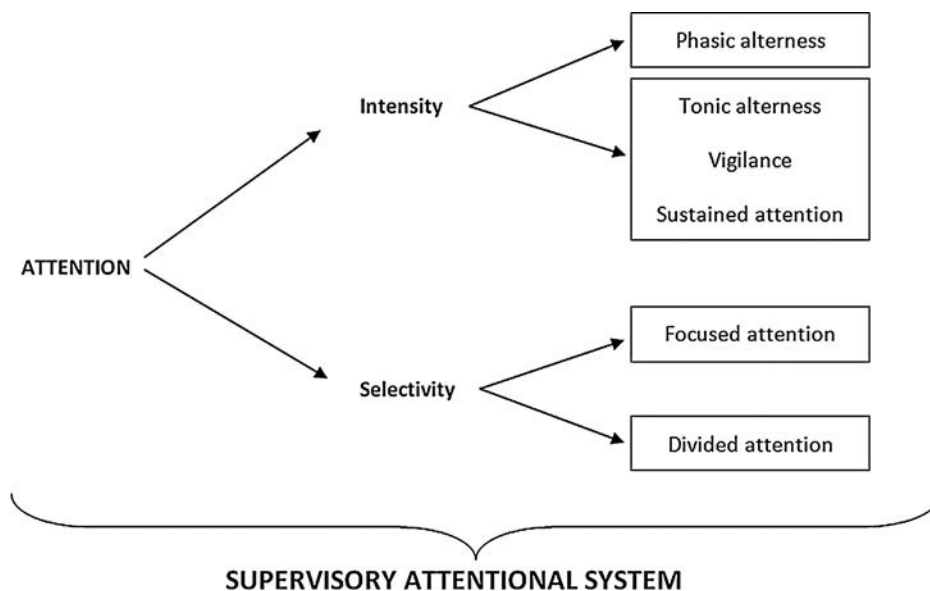 Phasic alterness
Intensity
Tonic alterness
Vigilance
Sustained attention
ATTENTION
Focused attention
Selectivity
Divided attention
SUPERVISORY ATTENTIONAL SYSTEM